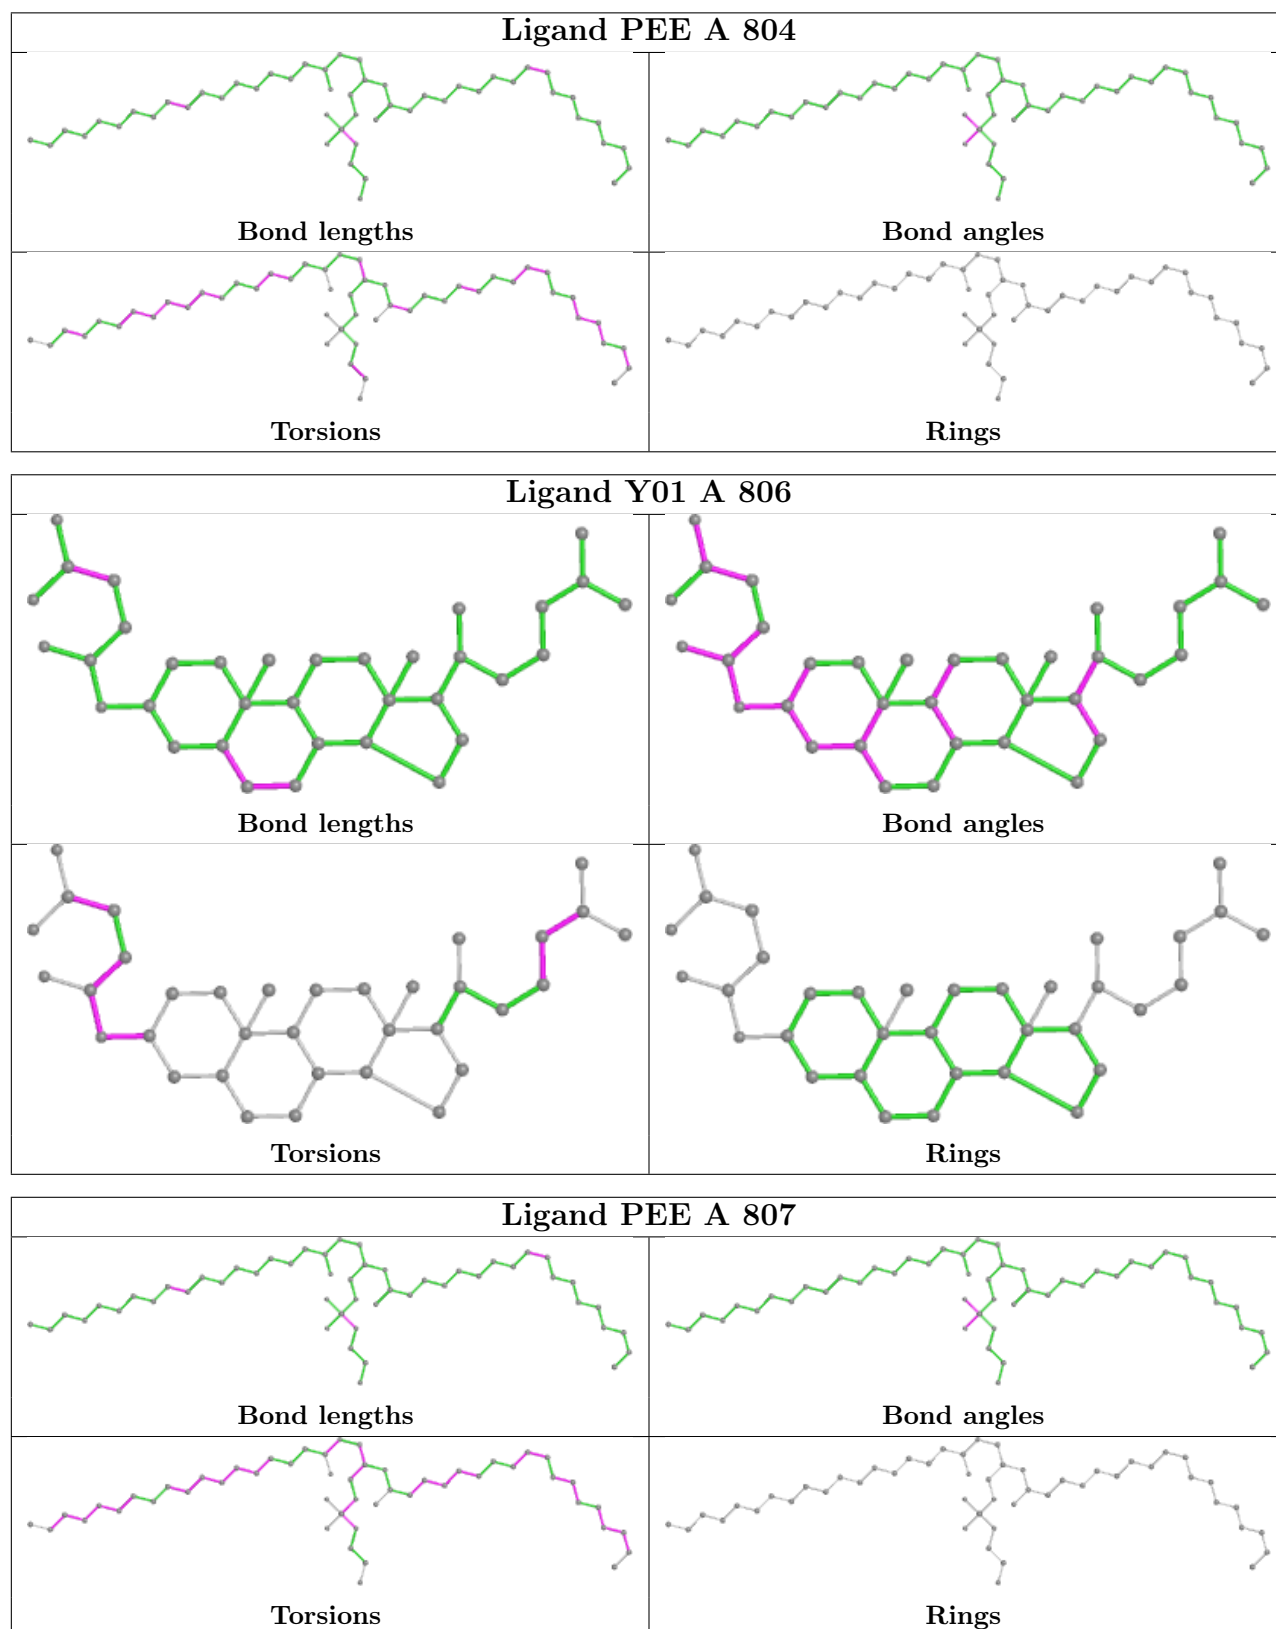 Ligand PEE A 804
Bond lengths
Bond angles
Torsions
Rings
Ligand Y01 A 806
Bond lengths
Bond angles
Torsions
Rings
Ligand PEE A 807
Bond lengths
Bond angles
Torsions
Rings